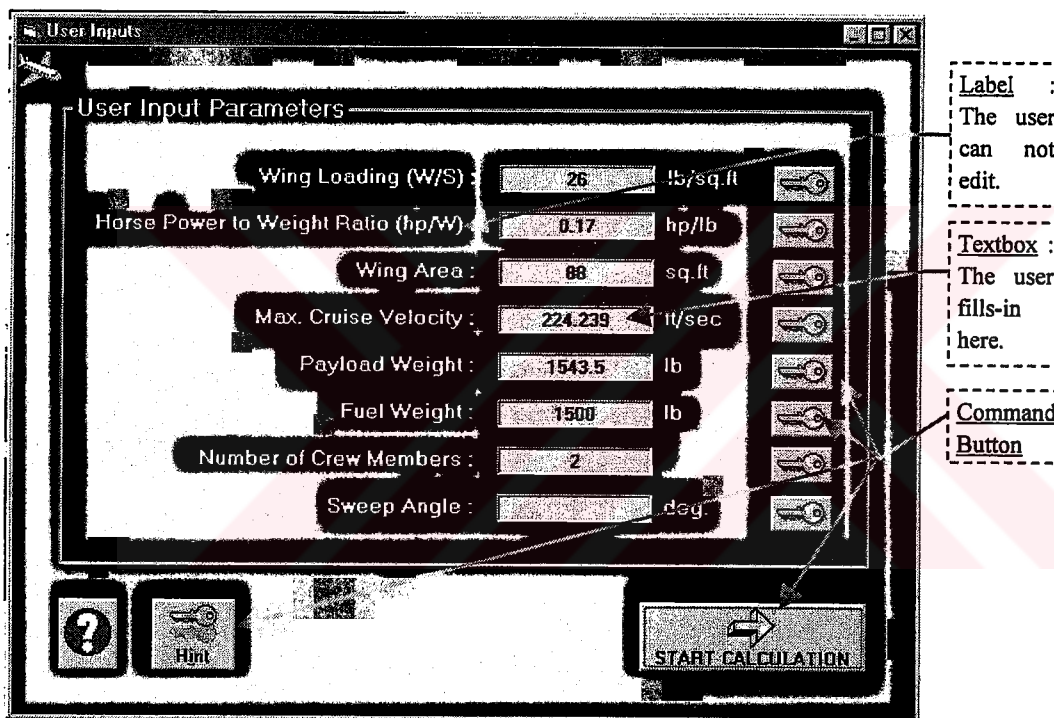 User Inputs
User Input Parameters
Wing Loading (W/S) : 26 lb/sq.ft
Horse Power to Weight Ratio (hp/W) 0.17 hp/lb
Wing Area : 88 sq.ft
Max. Cruise Velocity : 224.239 ft/sec
Payload Weight : 1543.5 lb
Fuel Weight : 1500 lb
Number of Crew Members : 2
Sweep Angle : deg.
?
Hint
START CALCULATION
Label :
The user
can not
edit.
Textbox :
The user
fills-in
here.
Command
Button